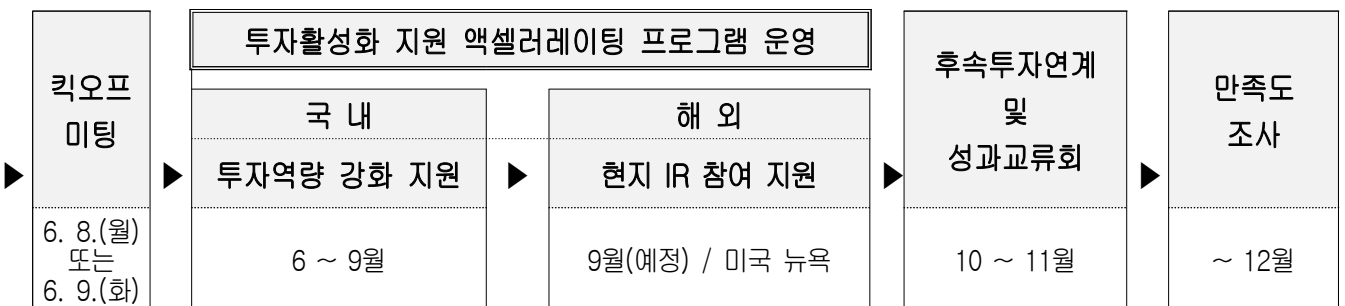 ▶
킥오프
미팅
6. 8.(월)
또는
6. 9.(화)
▶
투자활성화 지원 액셀러레이팅 프로그램 운영
국 내
투자역량 강화 지원
6 ~ 9월
▶
해 외
현지 IR 참여 지원
9월(예정) / 미국 뉴욕
▶
후속투자연계
및
성과교류회
10 ~ 11월
▶
만족도
조사
~ 12월